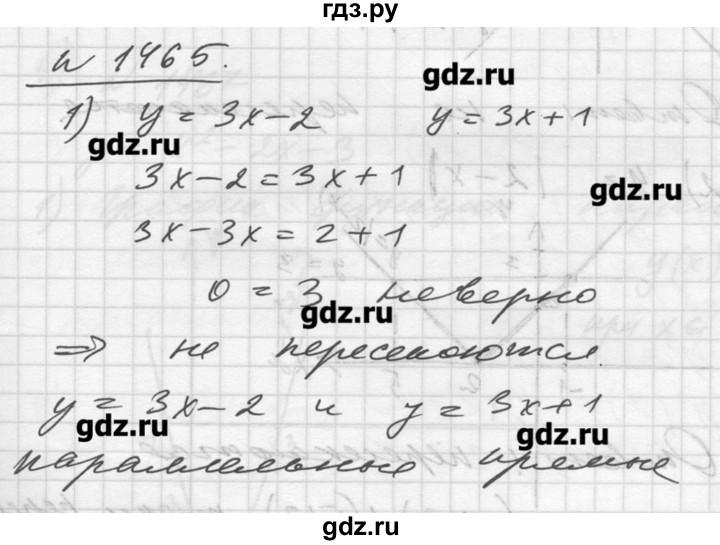 гдз.ру
№ 1465.
gdz.ru
1) y = 3x − 2 y = 3x + 1
gdz.ru
3x − 2 = 3x + 1
gdz.ru
3x − 3x = 2 + 1
0 = 3 неверно
gdz.ru
⇒ не пересекаются
y = 3x − 2 и y = 3x + 1
gdz.ru gdz.ru
параллельные прямые
gdz.ru